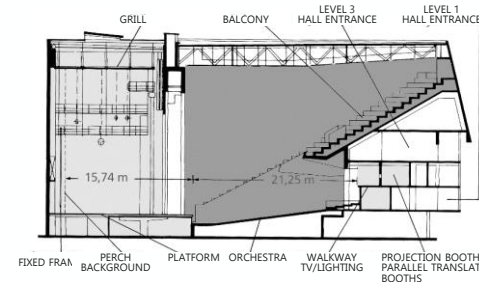 GRILL
BALCONY
LEVEL 3
HALL ENTRANCE
LEVEL 1
HALL ENTRANCE
15,74 m
21,25 m
FIXED FRAM
PERCH
BACKGROUND
PLATFORM
ORCHESTRA
WALKWAY
TV/LIGHTING
PROJECTION BOOTH
PARALLEL TRANSLAT
BOOTHS